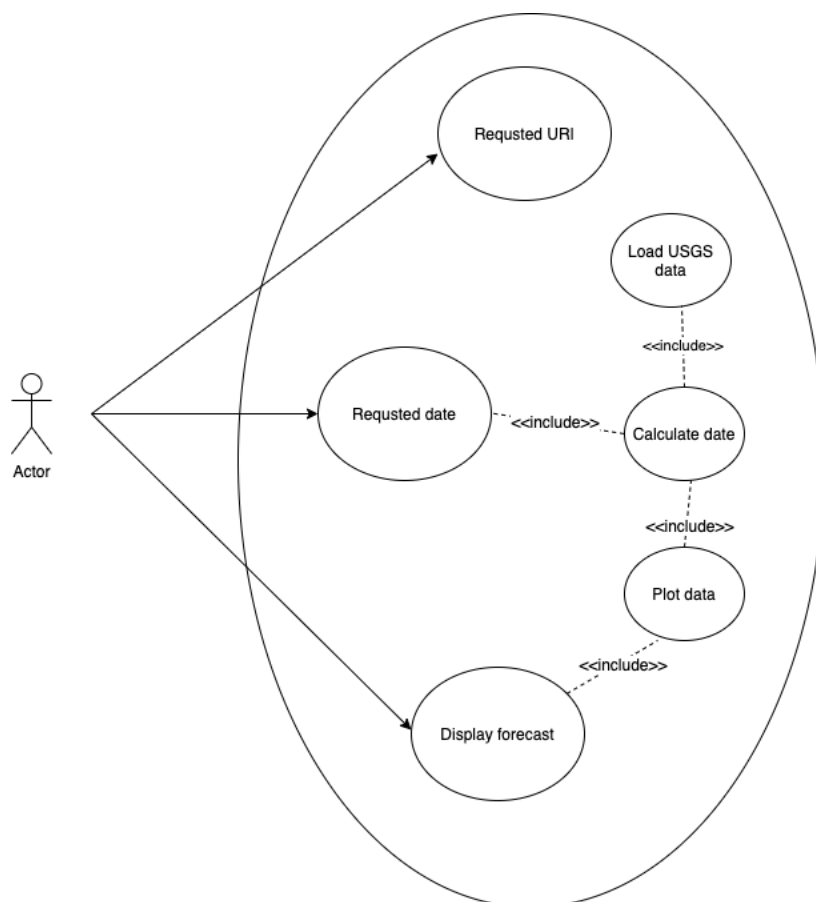 Requsted URI
Load USGS
data
<<include>>
Requsted date
<<include>>
Calculate date
Actor
<<include>>
Plot data
<<include>>
Display forecast